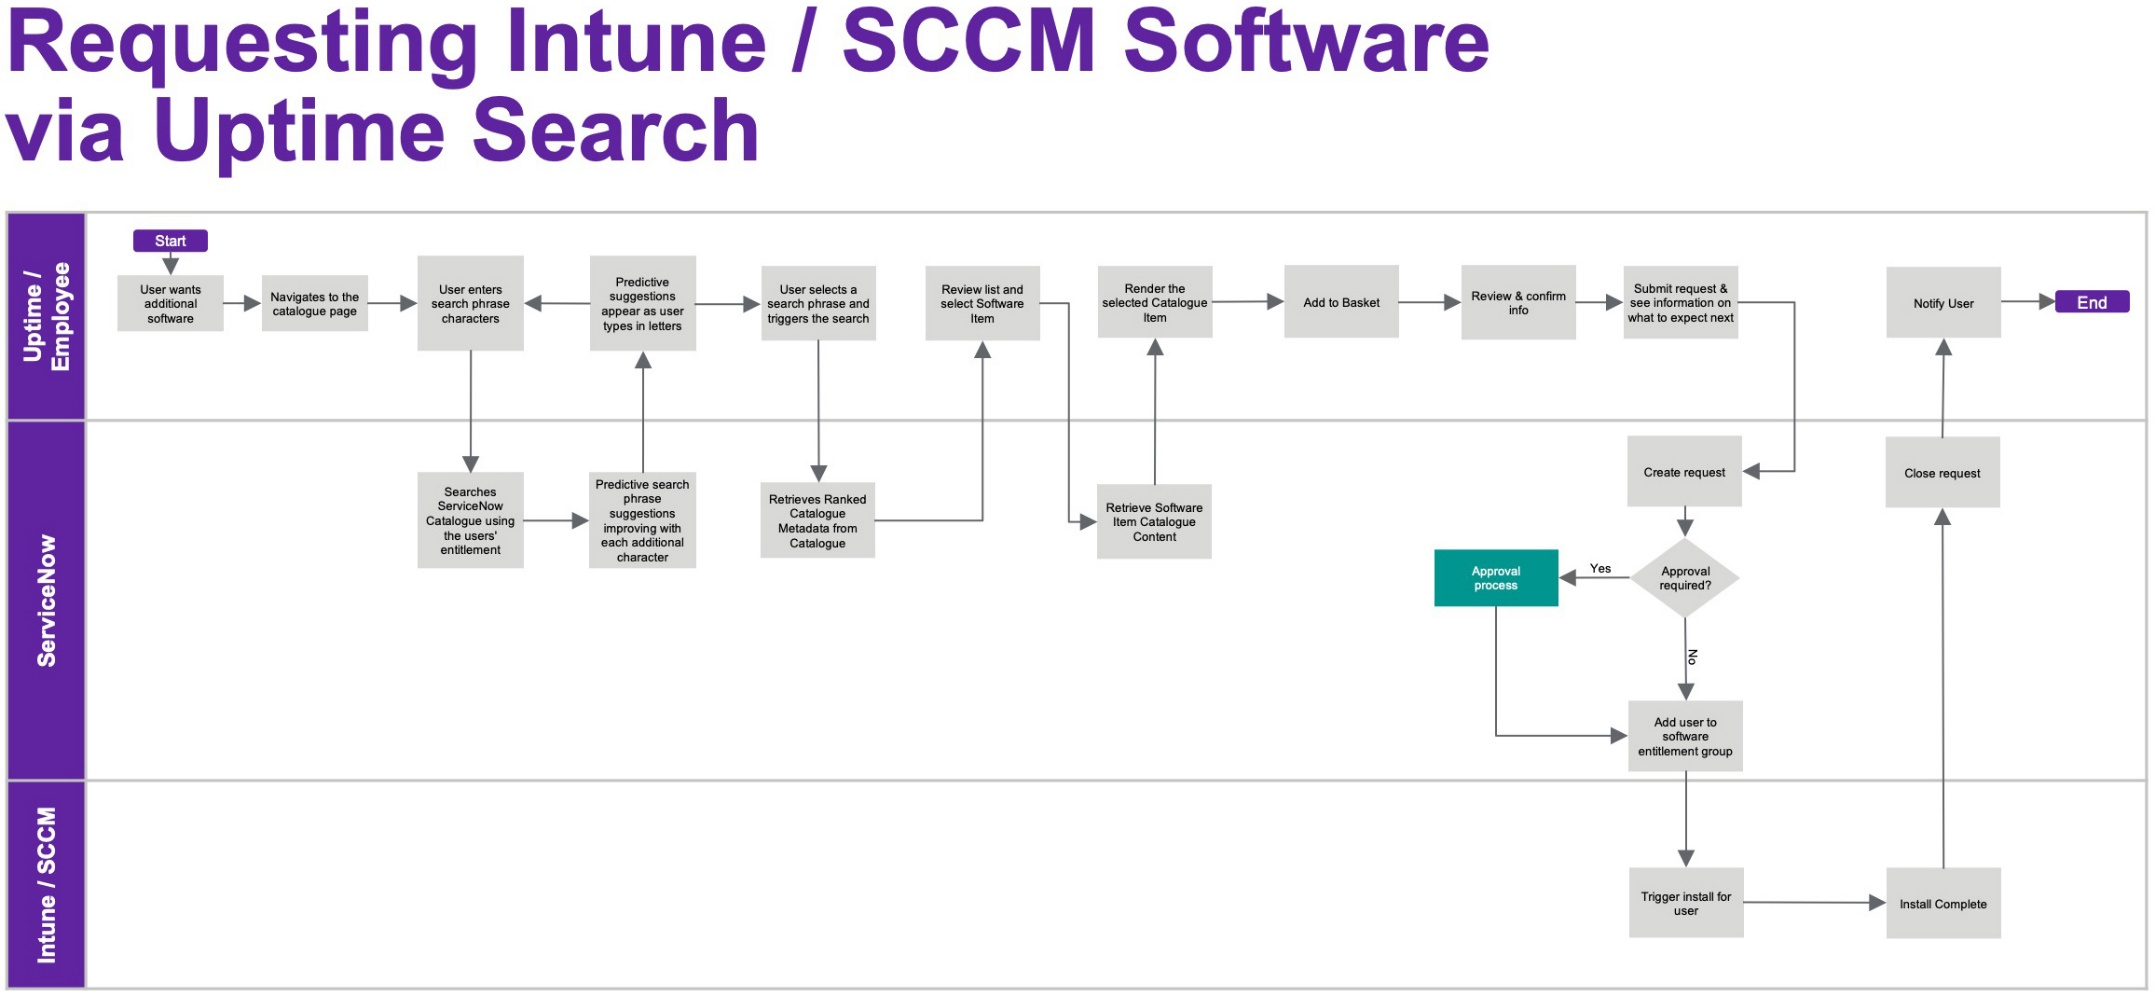 Requesting Intune / SCCM Software
via Uptime Search
Uptime /
Employee
Start
User wants
additional
software
Navigates to the
catalogue page
User enters
search phrase
characters
Predictive
suggestions
appear as user
types in letters
User selects a
search phrase and
triggers the search
Review list and
select Software
Item
Render the
selected Catalogue
Item
Add to Basket
Review & confirm
info
Submit request &
see information on
what to expect next
Notify User
End
ServiceNow
Searches
ServiceNow
Catalogue using
the users'
entitlement
Predictive search
phrase
suggestions
improving with
each additional
character
Retrieves Ranked
Catalogue
Metadata from
Catalogue
Retrieve Software
Item Catalogue
Content
Create request
Close request
Approval
process
Yes
Approval
required?
No
Add user to
software
entitlement group
Intune / SCCM
Trigger install for
user
Install Complete